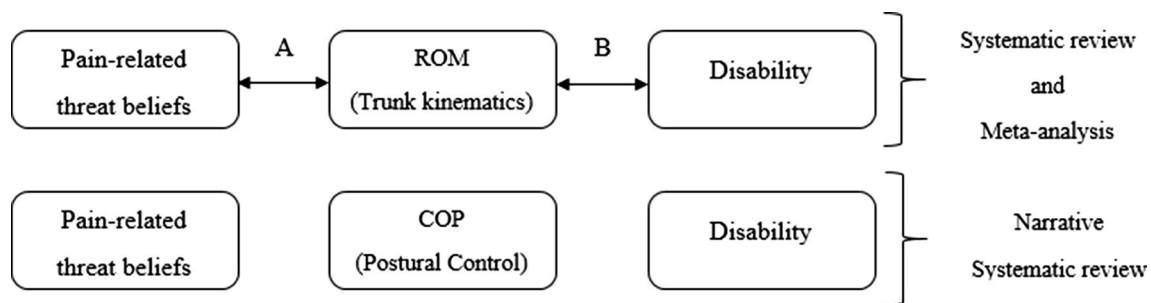 Pain-related
threat beliefs
A
ROM
(Trunk kinematics)
B
Disability
Systematic review
and
Meta-analysis
Pain-related
threat beliefs
COP
(Postural Control)
Disability
Narrative
Systematic review